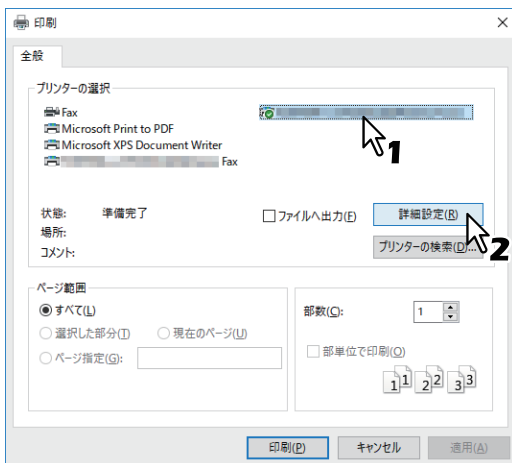 印刷
全般
プリンターの選択
Fax
Microsoft Print to PDF
Microsoft XPS Document Writer
Fax
1
状態: 準備完了
ファイルへ出力(F) 詳細設定(R)
場所:
プリンターの検索(D)...
2
コメント:
ページ範囲
すべて(L)
選択した部分(T) 現在のページ(U)
ページ指定(G):
部数(C): 1
部単位で印刷(O)
1 1 2 2 3 3
印刷(P) キャンセル 適用(A)